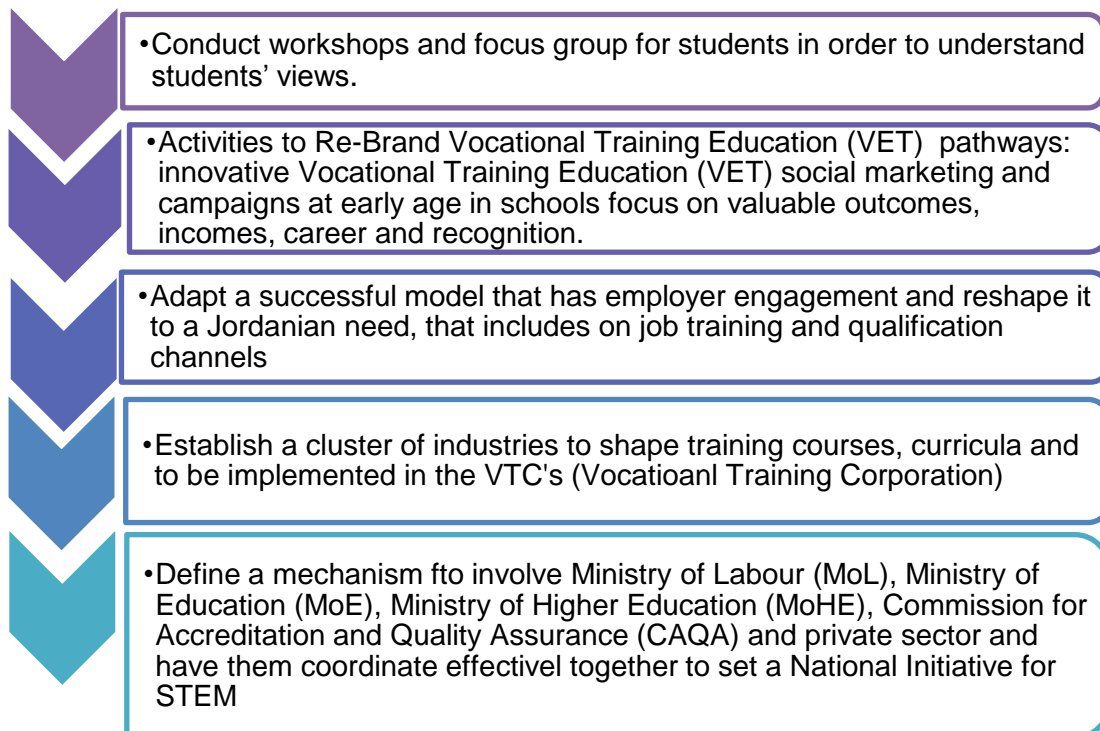 •Conduct workshops and focus group for students in order to understand
students’ views.
•Activities to Re-Brand Vocational Training Education (VET) pathways:
innovative Vocational Training Education (VET) social marketing and
campaigns at early age in schools focus on valuable outcomes,
incomes, career and recognition.
•Adapt a successful model that has employer engagement and reshape it
to a Jordanian need, that includes on job training and qualification
channels
•Establish a cluster of industries to shape training courses, curricula and
to be implemented in the VTC's (Vocatioanl Training Corporation)
•Define a mechanism fto involve Ministry of Labour (MoL), Ministry of
Education (MoE), Ministry of Higher Education (MoHE), Commission for
Accreditation and Quality Assurance (CAQA) and private sector and
have them coordinate effectivel together to set a National Initiative for
STEM